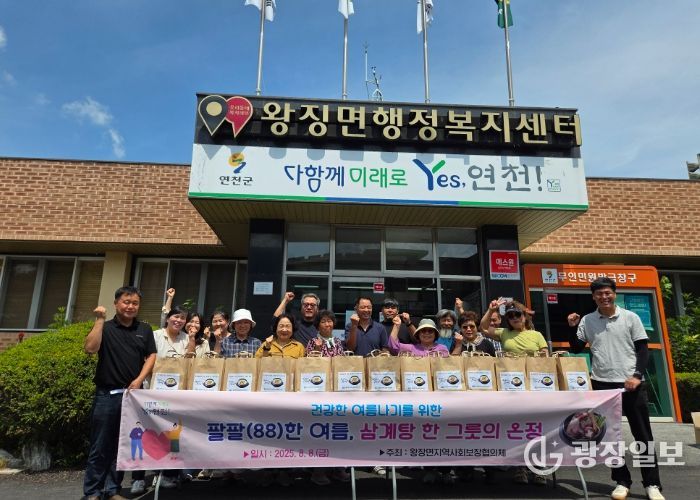 왕징면행정복지센터
연천군
다함께 미래로 Yes, 연천!
에스원
SECOM
무인민원발급창구
건강한 여름나기를 위한
팔팔(88)한 여름, 삼계탕 한 그릇의 온정
▸일시 : 2025. 8. 8.(금) ▸주최 : 왕징면지역사회보장협의체
광장일보